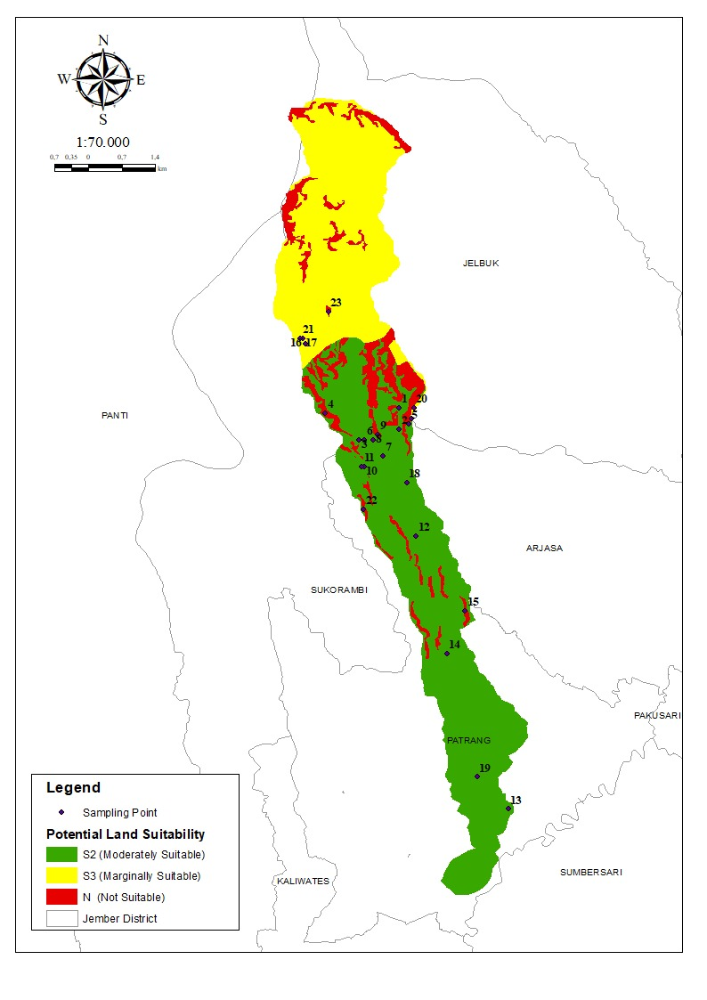 N
W
E
S
1:70.000
0,7 0,35 0 0,7 1,4
km
JELBUK
23
21
16
17
PANTI
4
1
20
5
2
9
6
8
3
7
11
10
18
22
12
ARJASA
SUKORAMBI
15
14
PAKUSARI
PATRANG
19
13
SUMBERSARI
KALIWATES
Legend
Sampling Point
Potential Land Suitability
S2 (Moderately Suitable)
S3 (Marginally Suitable)
N (Not Suitable)
Jember District